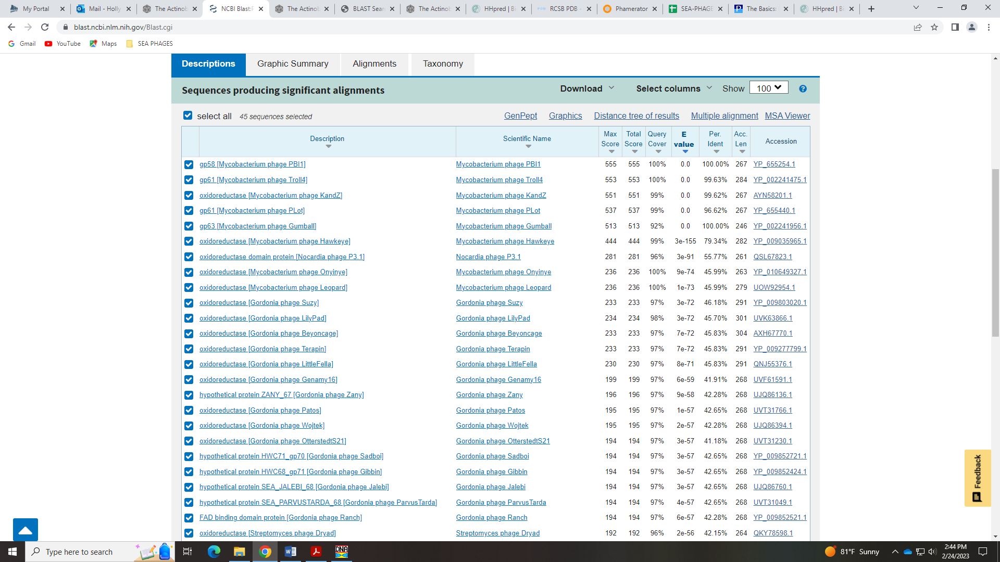 My Portal
Mail - Holly
The Actinob
NCBI Blast:F
The Actinob
BLAST Sear
The Actinob
HHpred | Bi
RCSB PDB -
Phamerator
SEA-PHAGE
The Basics:
HHpred | Bi
blast.ncbi.nlm.nih.gov/Blast.cgi
Gmail YouTube Maps SEA PHAGES
Descriptions Graphic Summary Alignments Taxonomy
Sequences producing significant alignments Download Select columns Show 100 ?
select all 45 sequences selected GenPept Graphics Distance tree of results Multiple alignment MSA Viewer
Description Scientific Name Max Score Total Score Query Cover E value Per. Ident Acc. Len Accession
gp58 [Mycobacterium phage PBI1] Mycobacterium phage PBI1 555 555 100% 0.0 100.00% 267 YP_655254.1
gp61 [Mycobacterium phage Troll4] Mycobacterium phage Troll4 553 553 100% 0.0 99.63% 284 YP_002241475.1
oxidoreductase [Mycobacterium phage KandZ] Mycobacterium phage KandZ 551 551 99% 0.0 99.62% 267 AYN58201.1
gp61 [Mycobacterium phage PLot] Mycobacterium phage PLot 537 537 99% 0.0 96.62% 267 YP_655440.1
gp63 [Mycobacterium phage Gumball] Mycobacterium phage Gumball 513 513 92% 0.0 100.00% 246 YP_002241956.1
oxidoreductase [Mycobacterium phage Hawkeye] Mycobacterium phage Hawkeye 444 444 99% 3e-155 79.34% 282 YP_009035965.1
oxidoreductase domain protein [Nocardia phage P3.1] Nocardia phage P3.1 281 281 96% 3e-91 55.77% 261 QSL67823.1
oxidoreductase [Mycobacterium phage Onyinye] Mycobacterium phage Onyinye 236 236 100% 9e-74 45.99% 263 YP_010649327.1
oxidoreductase [Mycobacterium phage Leopard] Mycobacterium phage Leopard 236 236 100% 1e-73 45.99% 279 UOW92954.1
oxidoreductase [Gordonia phage Suzy] Gordonia phage Suzy 233 233 97% 3e-72 46.18% 291 YP_009803020.1
oxidoreductase [Gordonia phage LilyPad] Gordonia phage LilyPad 234 234 98% 3e-72 45.70% 301 UVK63866.1
oxidoreductase [Gordonia phage Beyoncage] Gordonia phage Beyoncage 233 233 97% 7e-72 45.83% 304 AXH67770.1
oxidoreductase [Gordonia phage Terapin] Gordonia phage Terapin 233 233 97% 7e-72 45.83% 291 YP_009277799.1
oxidoreductase [Gordonia phage LittleFella] Gordonia phage LittleFella 230 230 97% 8e-71 45.83% 291 QNJ55376.1
oxidoreductase [Gordonia phage Genamy16] Gordonia phage Genamy16 199 199 97% 6e-59 41.91% 268 UVF61591.1
hypothetical protein ZANY_67 [Gordonia phage Zany] Gordonia phage Zany 196 196 97% 9e-58 42.28% 268 UJQ86136.1
oxidoreductase [Gordonia phage Patos] Gordonia phage Patos 195 195 97% 1e-57 42.65% 268 UVT31766.1
oxidoreductase [Gordonia phage Wojtek] Gordonia phage Wojtek 195 195 97% 2e-57 42.28% 268 UJQ86394.1
oxidoreductase [Gordonia phage OtterstedtS21] Gordonia phage OtterstedtS21 194 194 97% 3e-57 41.18% 268 UVT31230.1
hypothetical protein HWC71_gp70 [Gordonia phage Sadboi] Gordonia phage Sadboi 194 194 97% 3e-57 42.65% 268 YP_009852721.1
hypothetical protein HWC68_gp71 [Gordonia phage Gibbin] Gordonia phage Gibbin 194 194 97% 3e-57 42.65% 268 YP_009852424.1
hypothetical protein SEA_JALEBI_68 [Gordonia phage Jalebi] Gordonia phage Jalebi 194 194 97% 3e-57 42.65% 268 UJQ86760.1
hypothetical protein SEA_PARVUSTARDA_68 [Gordonia phage ParvusTarda] Gordonia phage ParvusTarda 194 194 97% 4e-57 42.65% 268 UVT31049.1
FAD binding domain protein [Gordonia phage Ranch] Gordonia phage Ranch 194 194 97% 6e-57 42.28% 268 YP_009852521.1
oxidoreductase [Streptomyces phage Dryad] Streptomyces phage Dryad 192 192 96% 2e-56 42.15% 264 QKY78598.1
Feedback
Type here to search
DNA
81°F Sunny
2:44 PM
2/24/2023